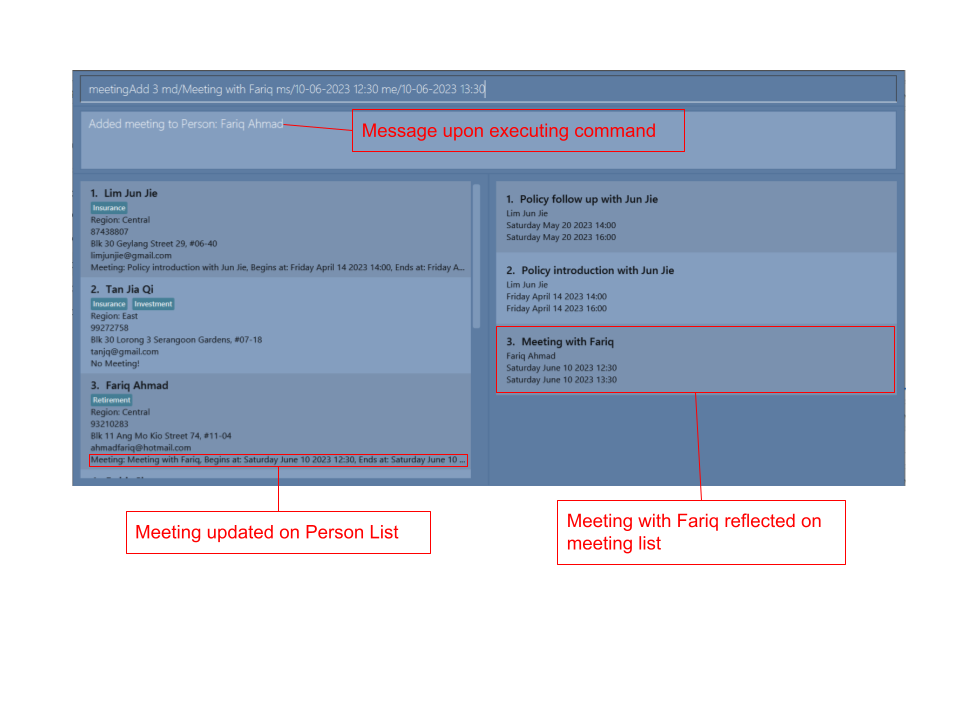 meetingAdd 3 md/Meeting with Fariq ms/10-06-2023 12:30 me/10-06-2023 13:30
Added meeting to Person: Fariq Ahmad
Message upon executing command
1. Lim Jun Jie
Insurance
Region: Central
87438807
Blk 30 Geylang Street 29, #06-40
limjunjie@gmail.com
Meeting: Policy introduction with Jun Jie, Begins at: Friday April 14 2023 14:00, Ends at: Friday A...
2. Tan Jia Qi
Insurance Investment
Region: East
99272758
Blk 30 Lorong 3 Serangoon Gardens, #07-18
tanjq@gmail.com
No Meeting!
3. Fariq Ahmad
Retirement
Region: Central
93210283
Blk 11 Ang Mo Kio Street 74, #11-04
ahmadfariq@hotmail.com
Meeting: Meeting with Fariq, Begins at: Saturday June 10 2023 12:30, Ends at: Saturday June 10 ...
1. Policy follow up with Jun Jie
Lim Jun Jie
Saturday May 20 2023 14:00
Saturday May 20 2023 16:00
2. Policy introduction with Jun Jie
Lim Jun Jie
Friday April 14 2023 14:00
Friday April 14 2023 16:00
3. Meeting with Fariq
Fariq Ahmad
Saturday June 10 2023 12:30
Saturday June 10 2023 13:30
Meeting updated on Person List
Meeting with Fariq reflected on
meeting list